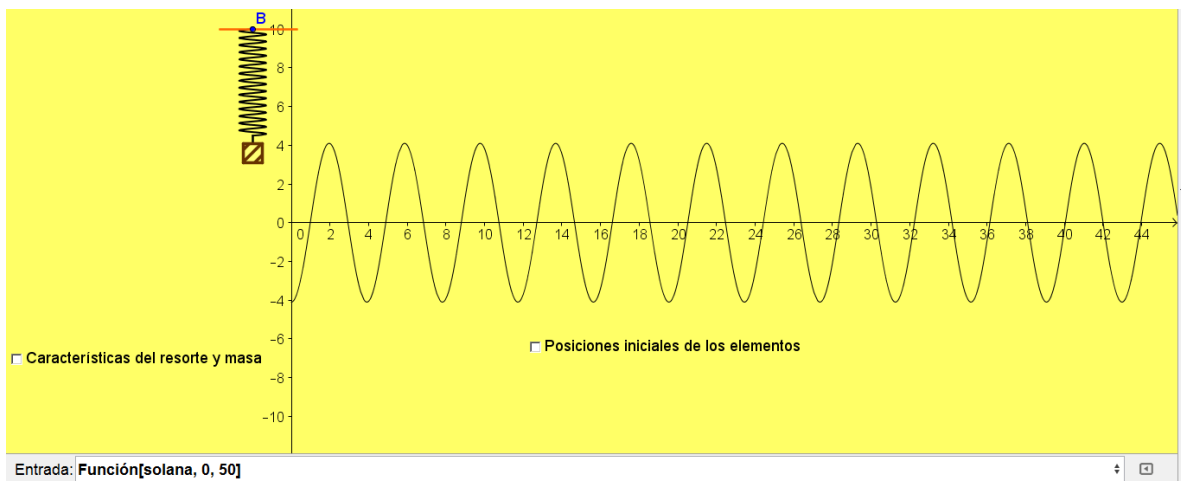 B
10
8
6
4
2
0
−2
−4
−6
−8
−10
0 2 4 6 8 10 12 14 16 18 20 22 24 26 28 30 32 34 36 38 40 42 44
Posiciones iniciales de los elementos
Características del resorte y masa
Entrada: Función[solana, 0, 50]